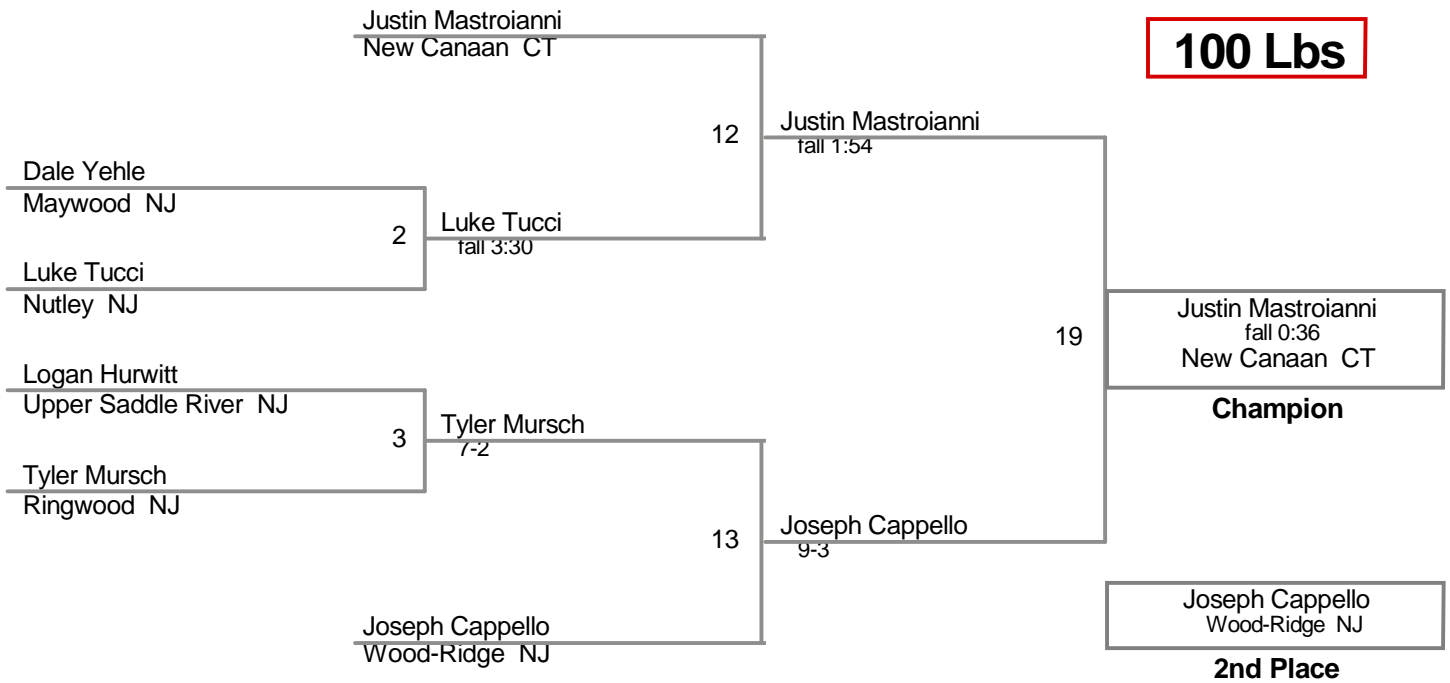 Justin Mastroianni
New Canaan CT
100 Lbs
12
Justin Mastroianni
fall 1:54
Dale Yehle
Maywood NJ
2
Luke Tucci
fall 3:30
Luke Tucci
Nutley NJ
19
Justin Mastroianni
fall 0:36
New Canaan CT
Champion
Logan Hurwitt
Upper Saddle River NJ
3
Tyler Mursch
7-2
Tyler Mursch
Ringwood NJ
13
Joseph Cappello
9-3
Joseph Cappello
Wood-Ridge NJ
Joseph Cappello
Wood-Ridge NJ
2nd Place